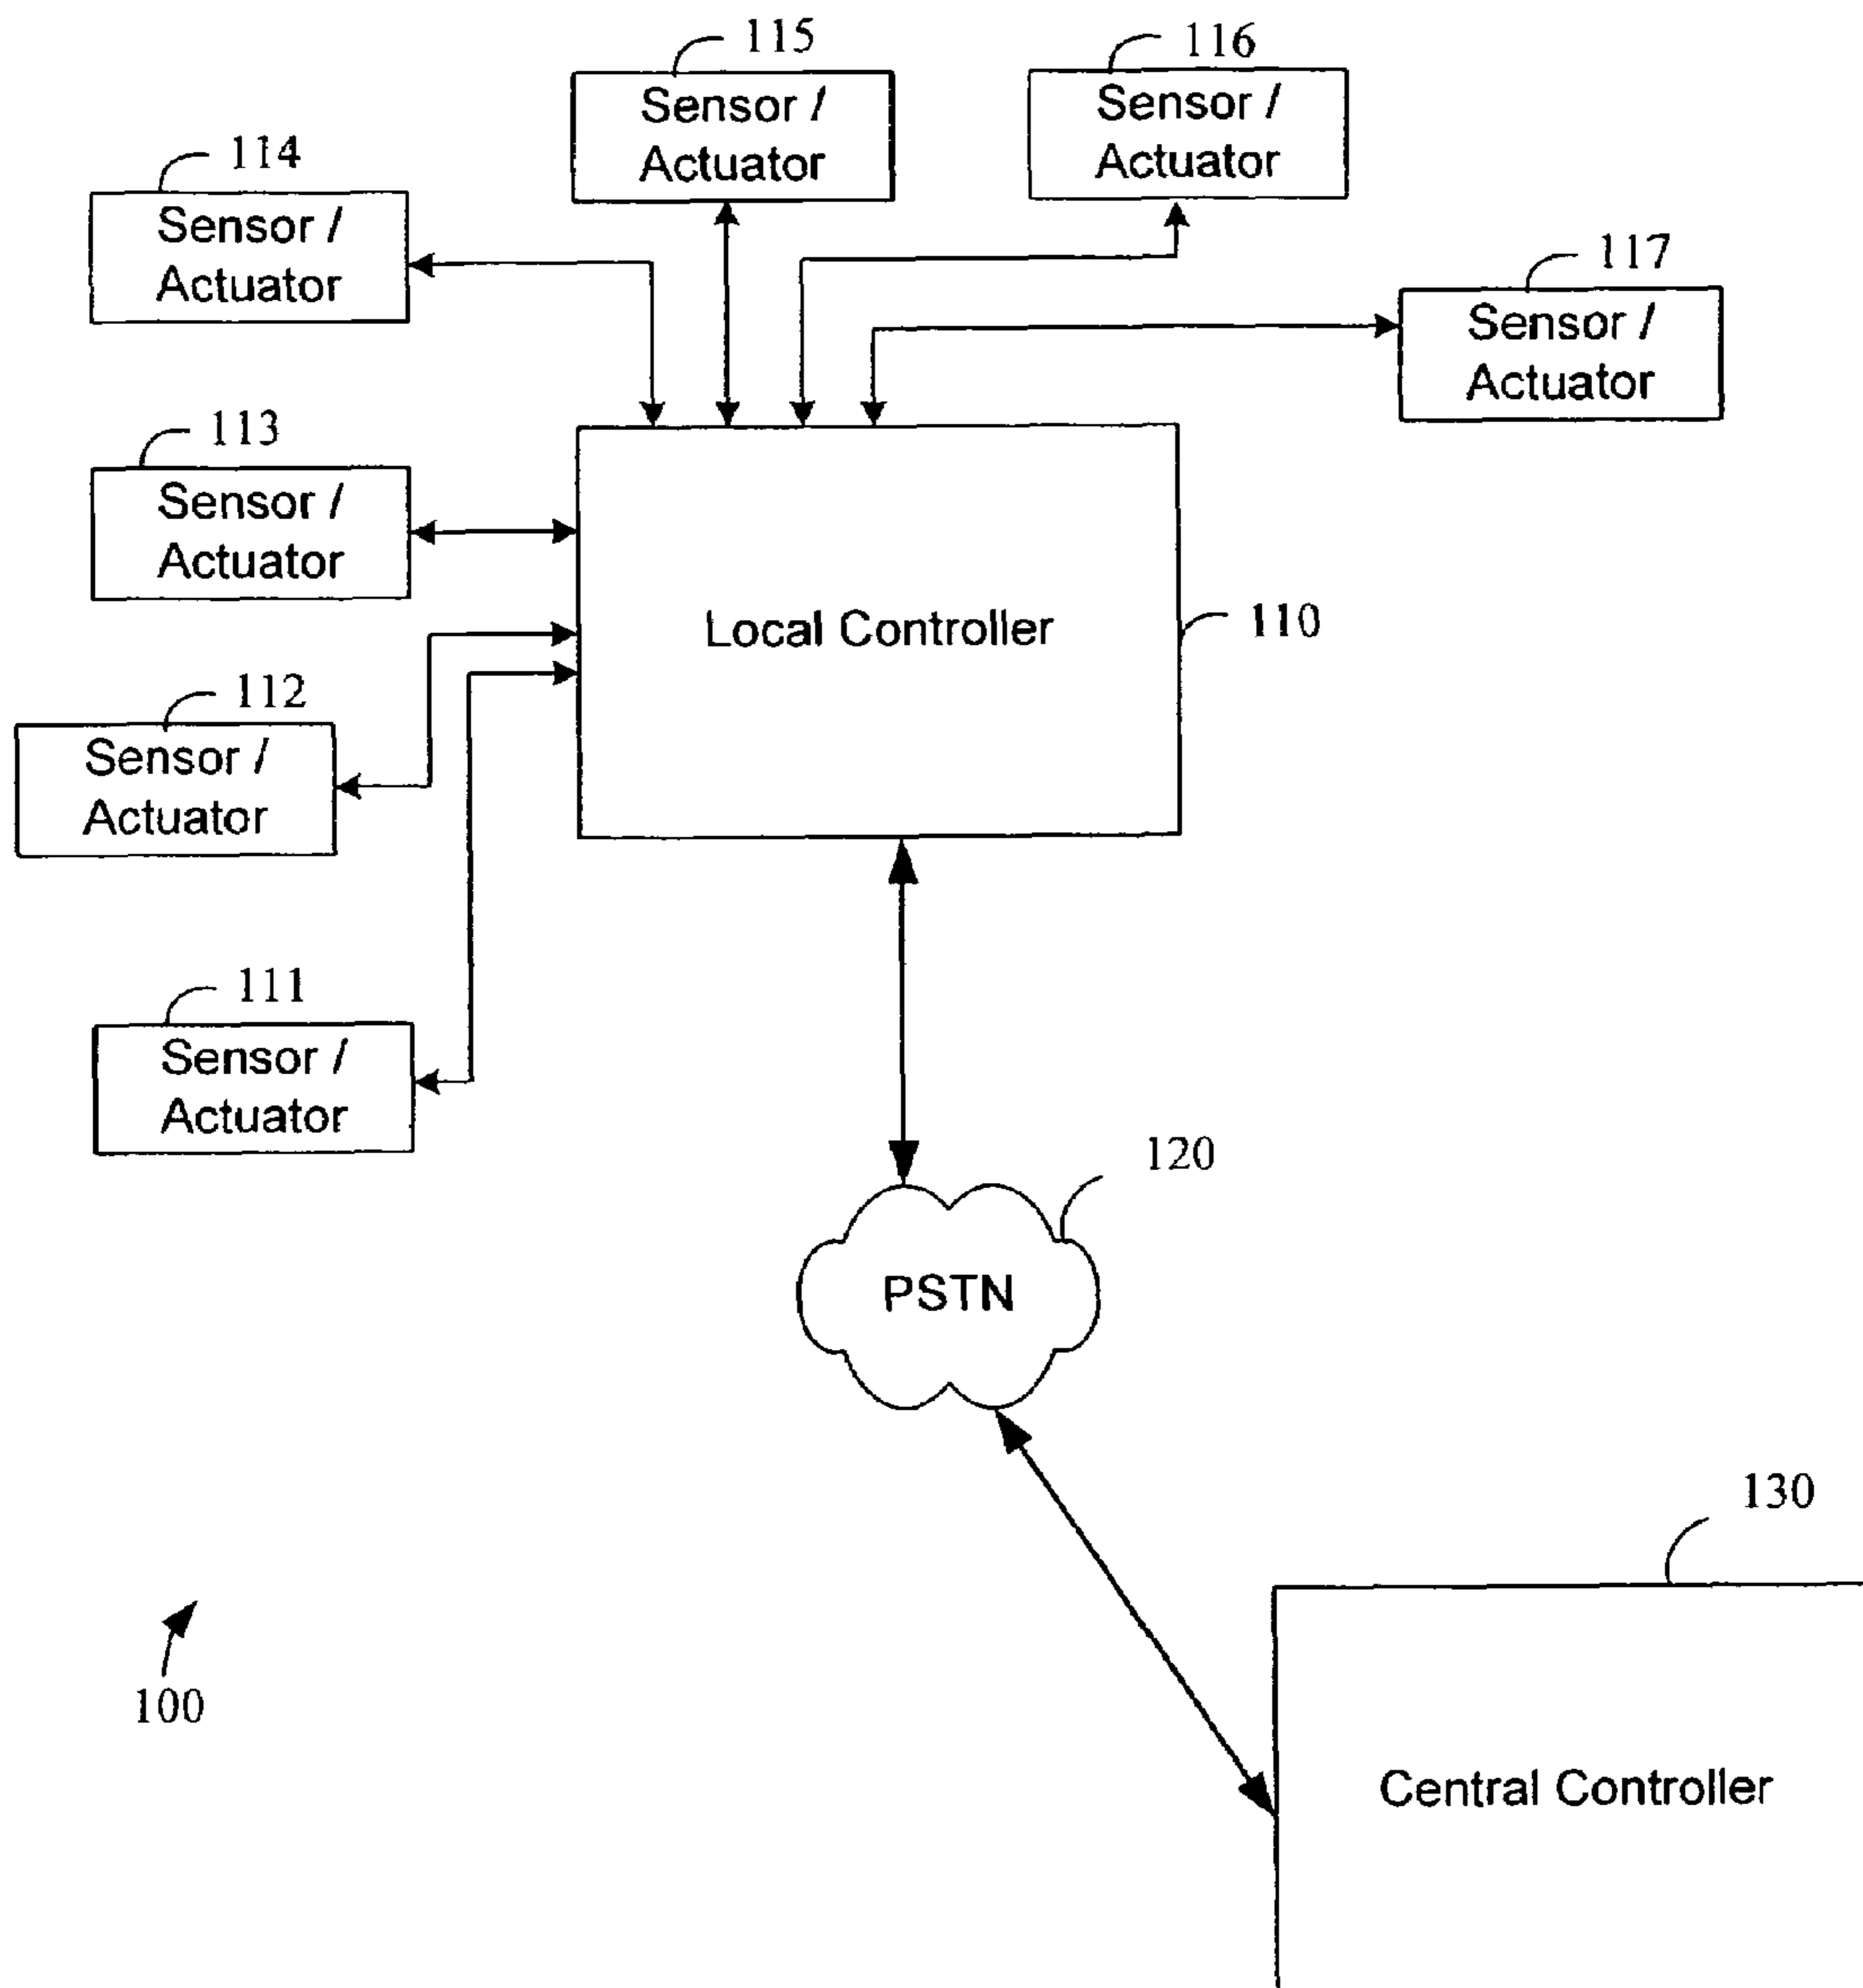 115
Sensor /
Actuator
116
Sensor /
Actuator
114
Sensor /
Actuator
117
Sensor /
Actuator
113
Sensor /
Actuator
Local Controller
110
112
Sensor /
Actuator
111
Sensor /
Actuator
120
PSTN
130
100
Central Controller